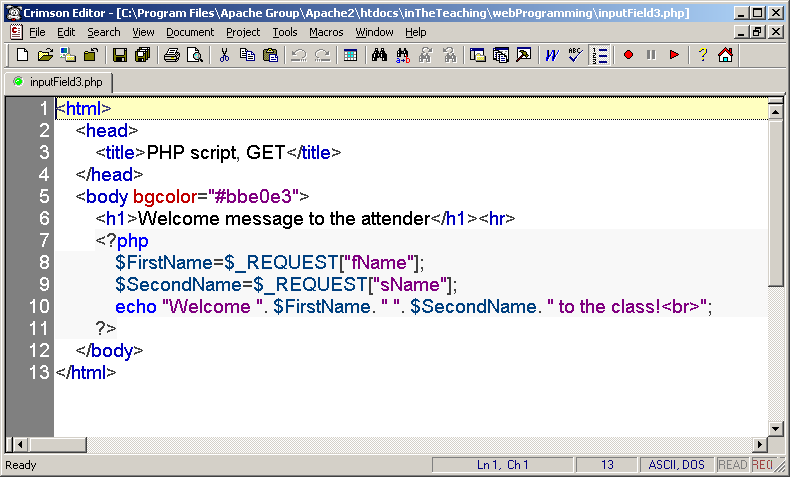 Crimson Editor - [C:\Program Files\Apache Group\Apache2\htdocs\inTheTeaching\webProgramming\inputField3.php]
File Edit Search View Document Project Tools Macros Window Help
inputField3.php
1 <html>
2 <head>
3 <title>PHP script, GET</title>
4 </head>
5 <body bgcolor="#bbe0e3">
6 <h1>Welcome message to the attender</h1><hr>
7 <?php
8 $FirstName=$_REQUEST["fName"];
9 $SecondName=$_REQUEST["sName"];
10 echo "Welcome ". $FirstName. " ". $SecondName. " to the class!<br>";
11 ?>
12 </body>
13 </html>
Ready Ln 1, Ch 1 13 ASCII, DOS READ REC